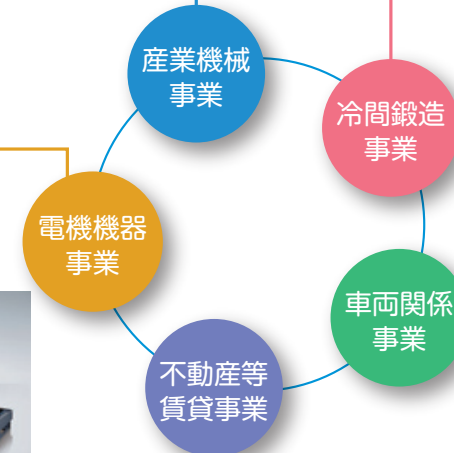 産業機械
事業
冷間鍛造
事業
電機機器
事業
車両関係
事業
不動産等
賃貸事業